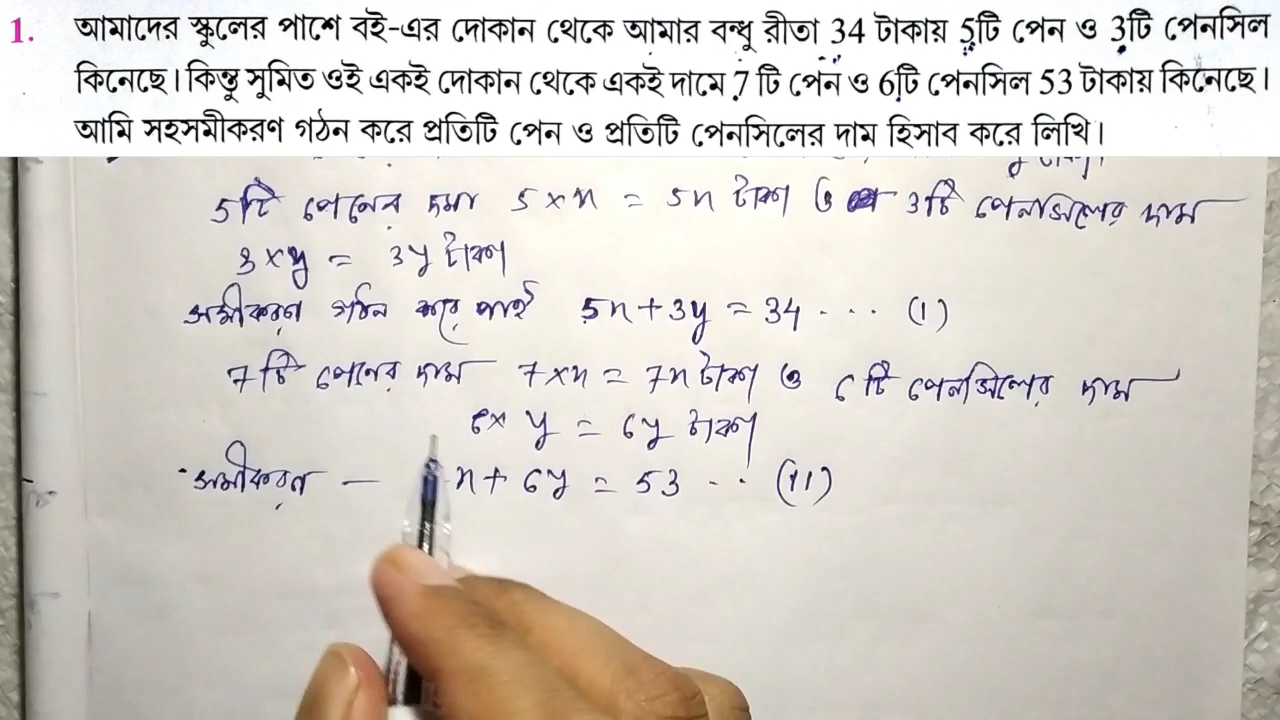 1. আমাদের স্কুলের পাশে বই-এর দোকান থেকে আমার বন্ধু রীতা 34 টাকায় 5টি পেন ও 3টি পেনসিল
কিনেছে। কিন্তু সুমিত ওই একই দোকান থেকে একই দামে 7 টি পেন ও 6টি পেনসিল 53 টাকায় কিনেছে।
আমি সহসমীকরণ গঠন করে প্রতিটি পেন ও প্রতিটি পেনসিলের দাম হিসাব করে লিখি।
5টি পেনের দাম 5 × x = 5x টাকা ও 3টি পেনসিলের দাম
3 × y = 3y টাকা
সমীকরণ গঠন করে পাই 5x + 3y = 34 ... (I)
7টি পেনের দাম 7 × x = 7x টাকা ও 6টি পেনসিলের দাম
6 × y = 6y টাকা
সমীকরণ — x + 6y = 53 ... (II)